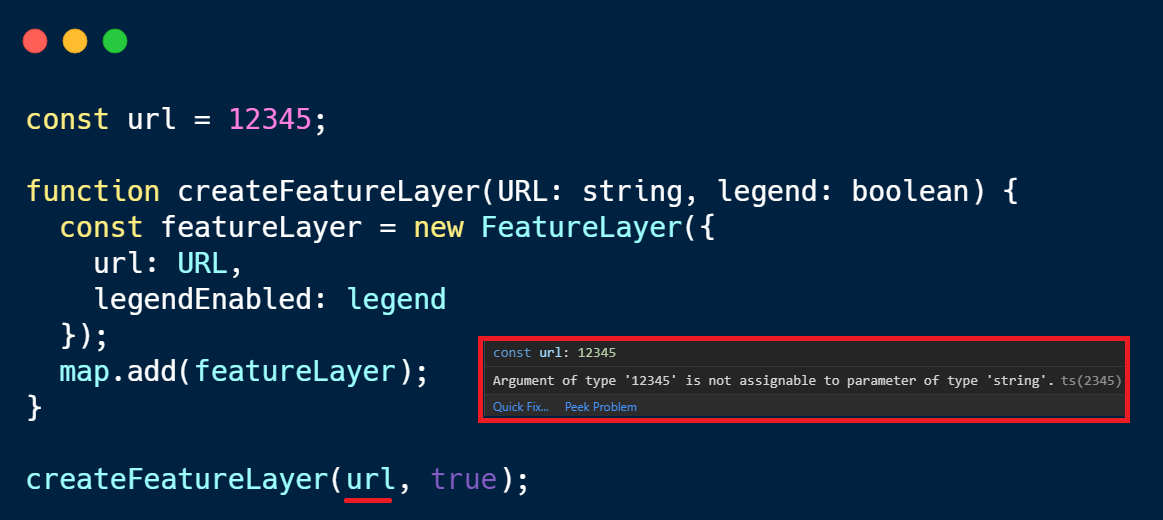 const url = 12345;
function createFeatureLayer(URL: string, legend: boolean) {
const featureLayer = new FeatureLayer({
url: URL,
legendEnabled: legend
});
map.add(featureLayer);
}
const url: 12345
Argument of type '12345' is not assignable to parameter of type 'string'. ts(2345)
Quick Fix... Peek Problem
createFeatureLayer(url, true);